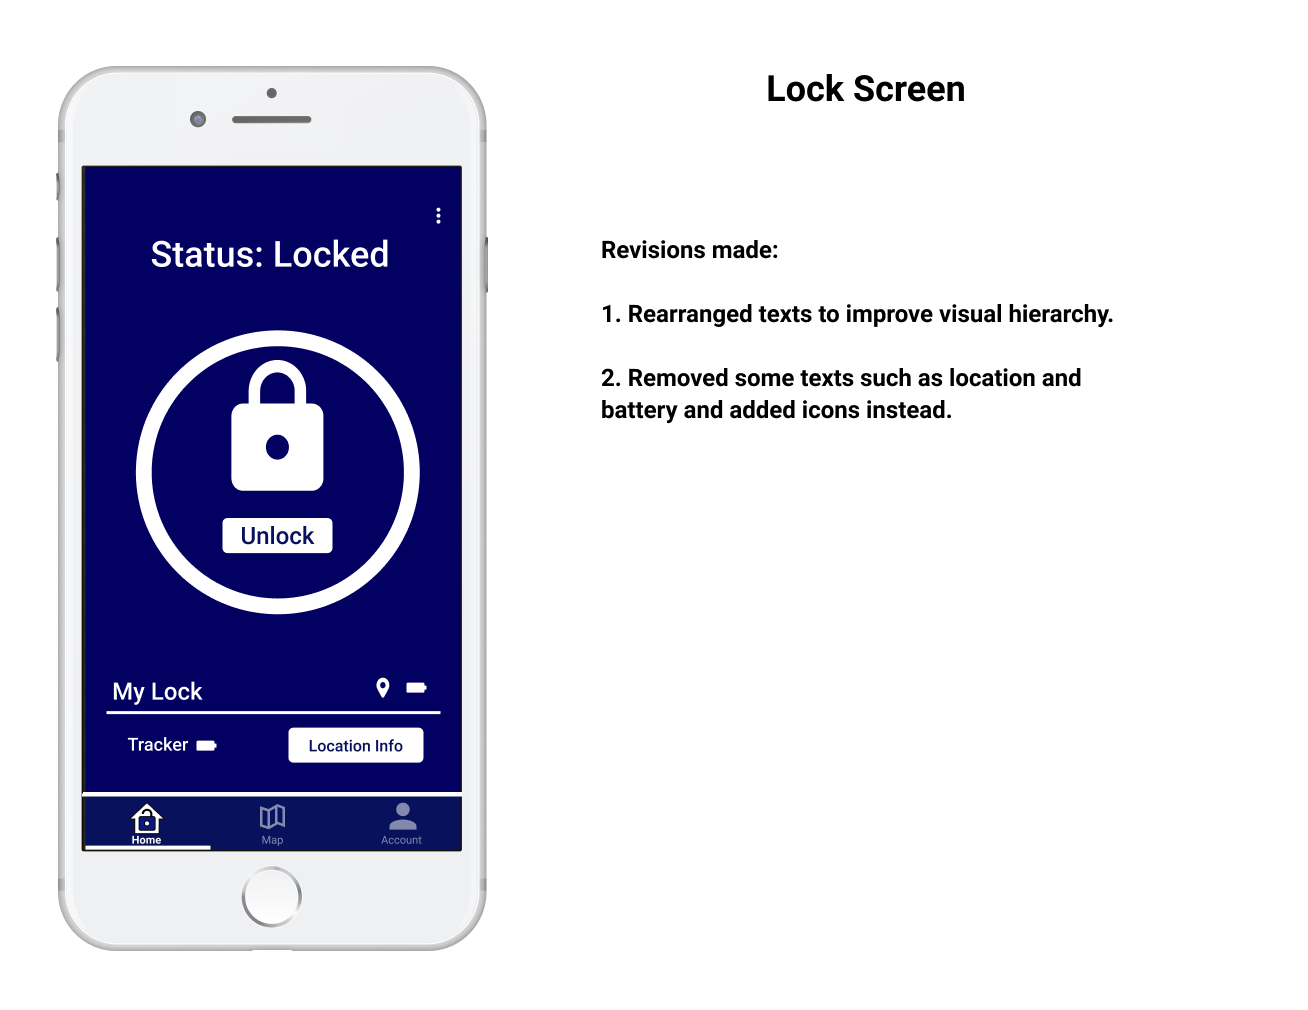 Lock Screen
Status: Locked
Unlock
My Lock
Tracker
Location Info
Home
Map
Account
Revisions made:
1. Rearranged texts to improve visual hierarchy.
2. Removed some texts such as location and
battery and added icons instead.